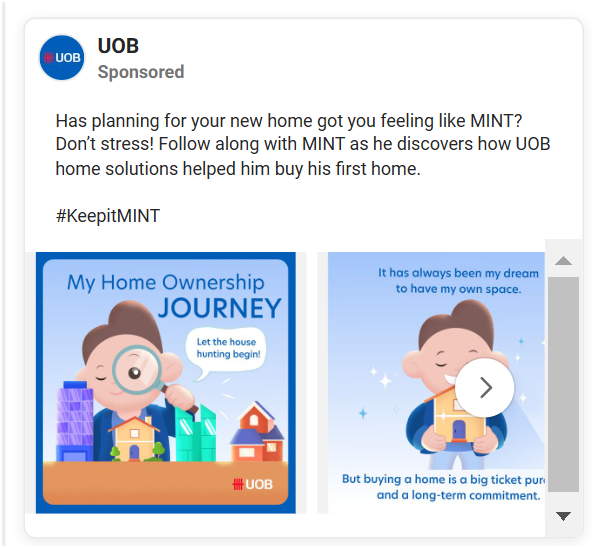 UOB
UOB
Sponsored
Has planning for your new home got you feeling like MINT?
Don’t stress! Follow along with MINT as he discovers how UOB
home solutions helped him buy his first home.
#KeepitMINT
My Home Ownership
JOURNEY
Let the house
hunting begin!
UOB
It has always been my dream
to have my own space.
But buying a home is a big ticket
and a long-term commitment.